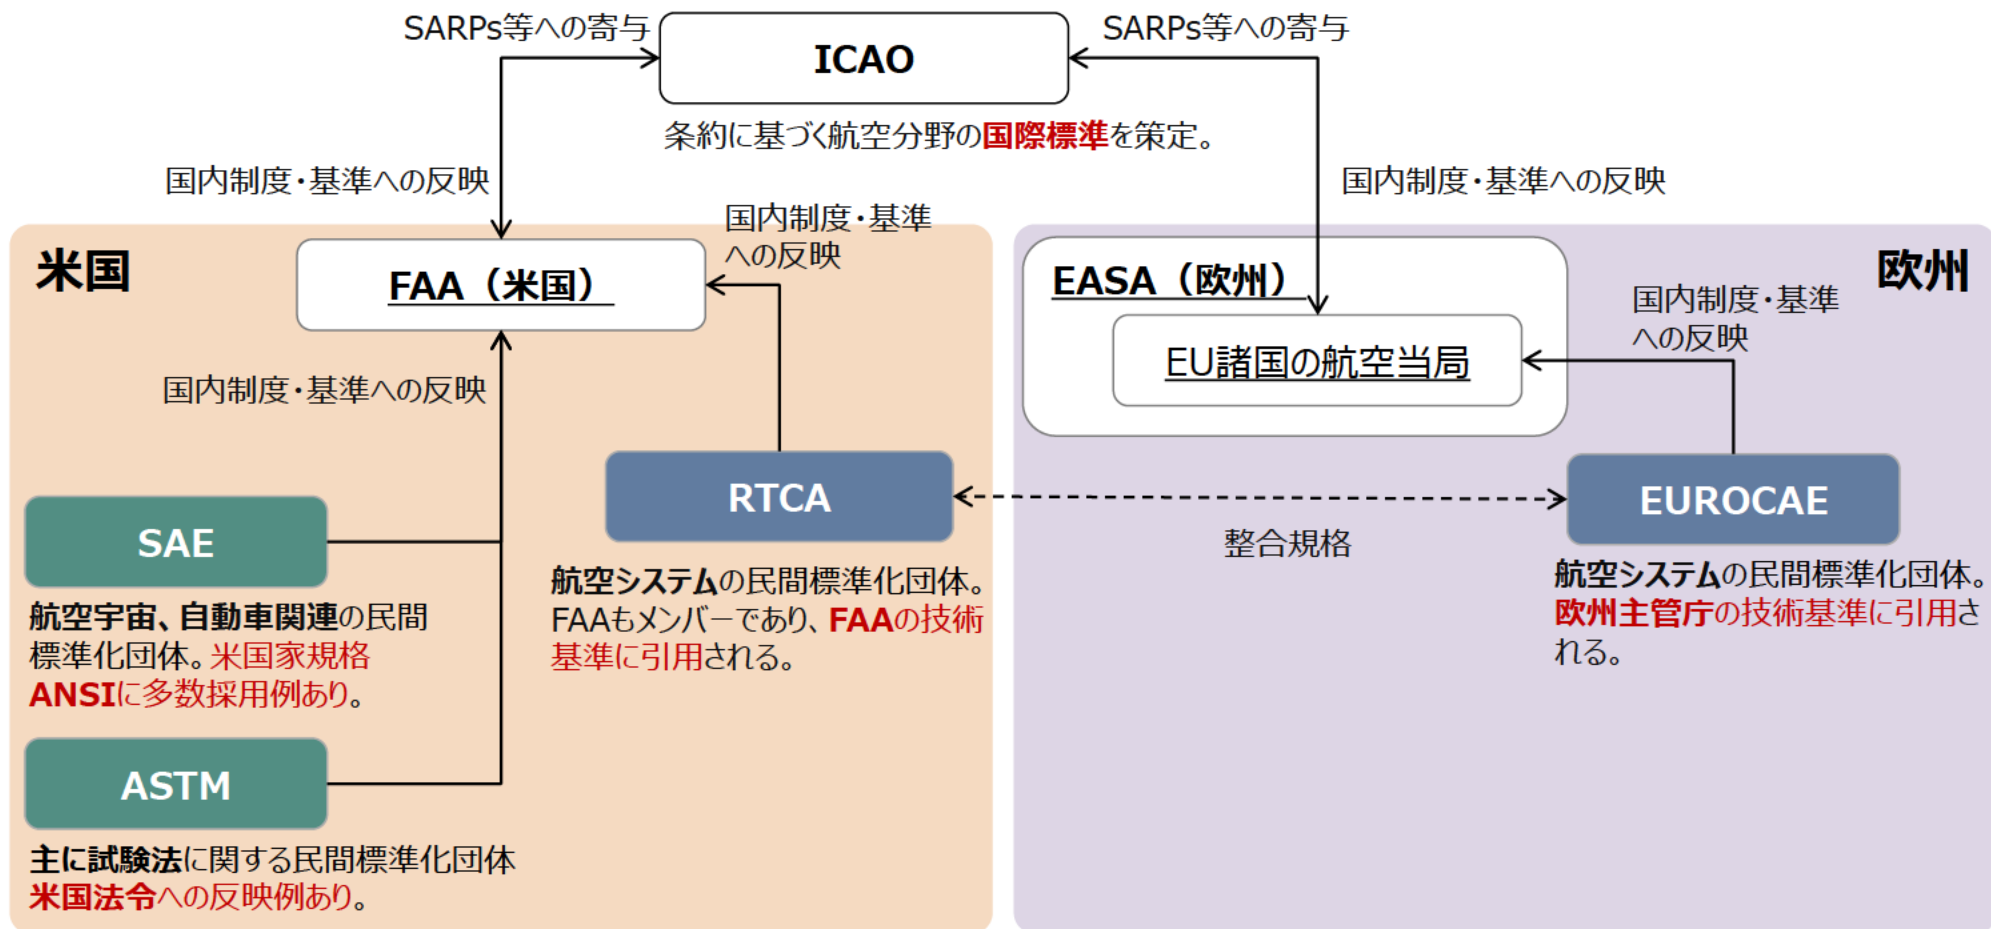 SARPs等への寄与
ICAO
SARPs等への寄与
条約に基づく航空分野の国際標準を策定。
国内制度・基準への反映
国内制度・基準への反映
米国
FAA（米国）
国内制度・基準
への反映
国内制度・基準への反映
SAE
航空宇宙、自動車関連の民間
標準化団体。米国家規格
ANSIに多数採用例あり。
ASTM
主に試験法に関する民間標準化団体
米国法令への反映例あり。
RTCA
航空システムの民間標準化団体。
FAAもメンバーであり、FAAの技術
基準に引用される。
整合規格
欧州
EASA（欧州）
EU諸国の航空当局
国内制度・基準
への反映
EUROCAE
航空システムの民間標準化団体。
欧州主管庁の技術基準に引用さ
れる。